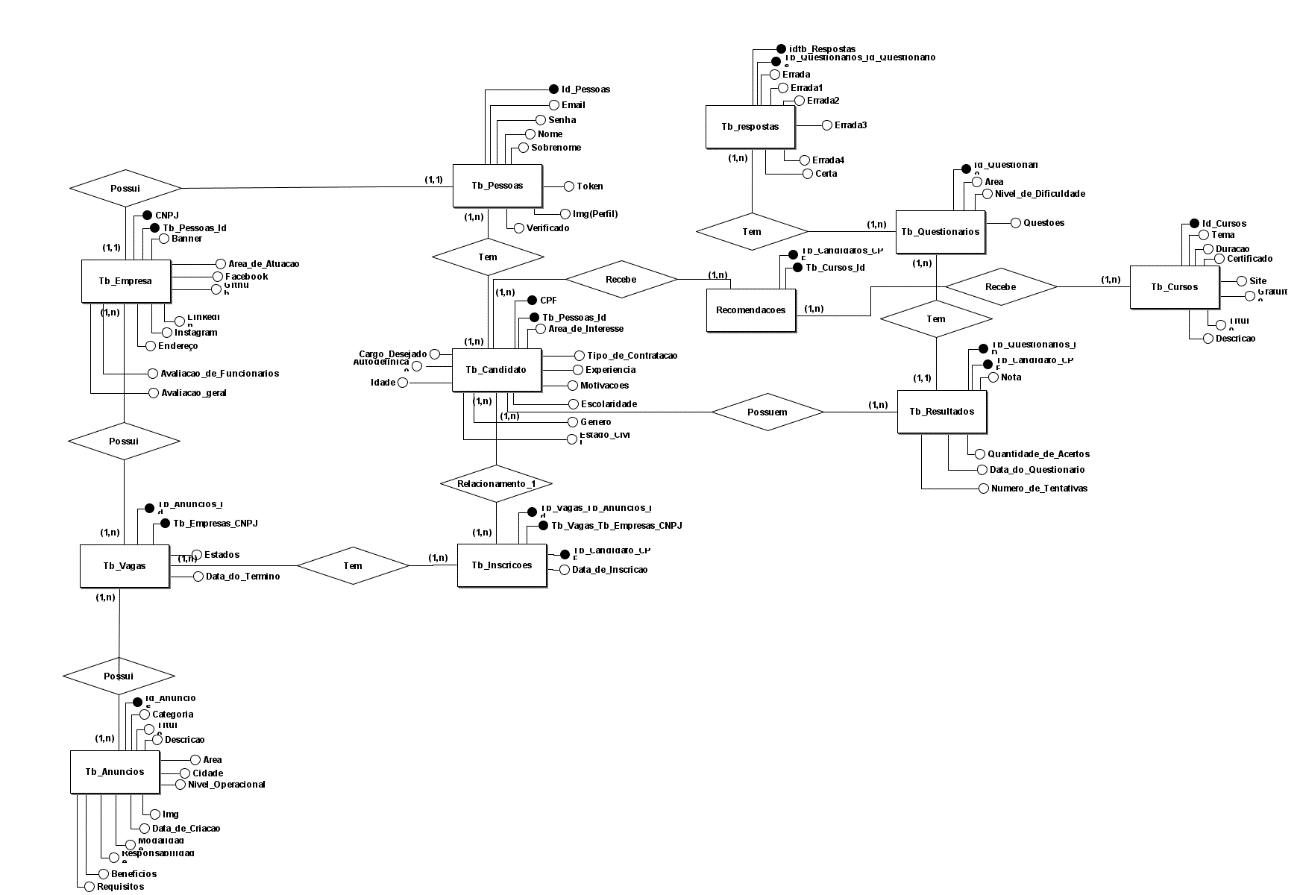 idtb_Respostas
Tb_Questionarios_Id_Questionario
Errada
Errada1
Errada2
Tb_respostas
Errada3
(1,n)
Errada4
Certa
Id_Pessoas
Email
Senha
Nome
Sobrenome
Tb_Pessoas
Token
Img(Perfil)
Verificado
(1,1)
(1,n)
Possui
CNPJ
Tb_Pessoas_Id
Banner
(1,1)
Tb_Empresa
Area_de_Atuacao
Facebook
(1,n)
Instagram
Endereço
Avaliacao_de_Funcionarios
Avaliacao_geral
Tem
Tem
(1,n)
Area
Nivel_de_Dificuldade
Tb_Questionarios
Questoes
(1,n)
Id_Cursos
Tema
Duracao
Certificado
Tb_Cursos
Site
Descricao
(1,n)
Recebe
(1,n)
(1,n)
Tb_Cursos_Id
Recomendacoes
(1,n)
Recebe
Tem
CPF
Tb_Pessoas_Id
Area_de_Interesse
(1,n)
Cargo_Desejado
Idade
Tb_Candidato
Tipo_de_Contratacao
Experiencia
Motivacoes
Escolaridade
Genero
(1,n)
(1,n)
Possuem
(1,n)
(1,1)
Nota
Tb_Resultados
Quantidade_de_Acertos
Data_do_Questionario
Numero_de_Tentativas
Possui
Relacionamento_1
(1,n)
Tb_Vagas_Tb_Empresas_CNPJ
Tb_Inscricoes
Data_de_Inscricao
(1,n)
Tem
(1,n)
Tb_Empresas_CNPJ
(1,n)
Tb_Vagas
Estados
Data_do_Termino
(1,n)
Possui
Categoria
Descricao
(1,n)
Tb_Anuncios
Area
Cidade
Nivel_Operacional
Img
Data_de_Criacao
Beneficios
Requisitos